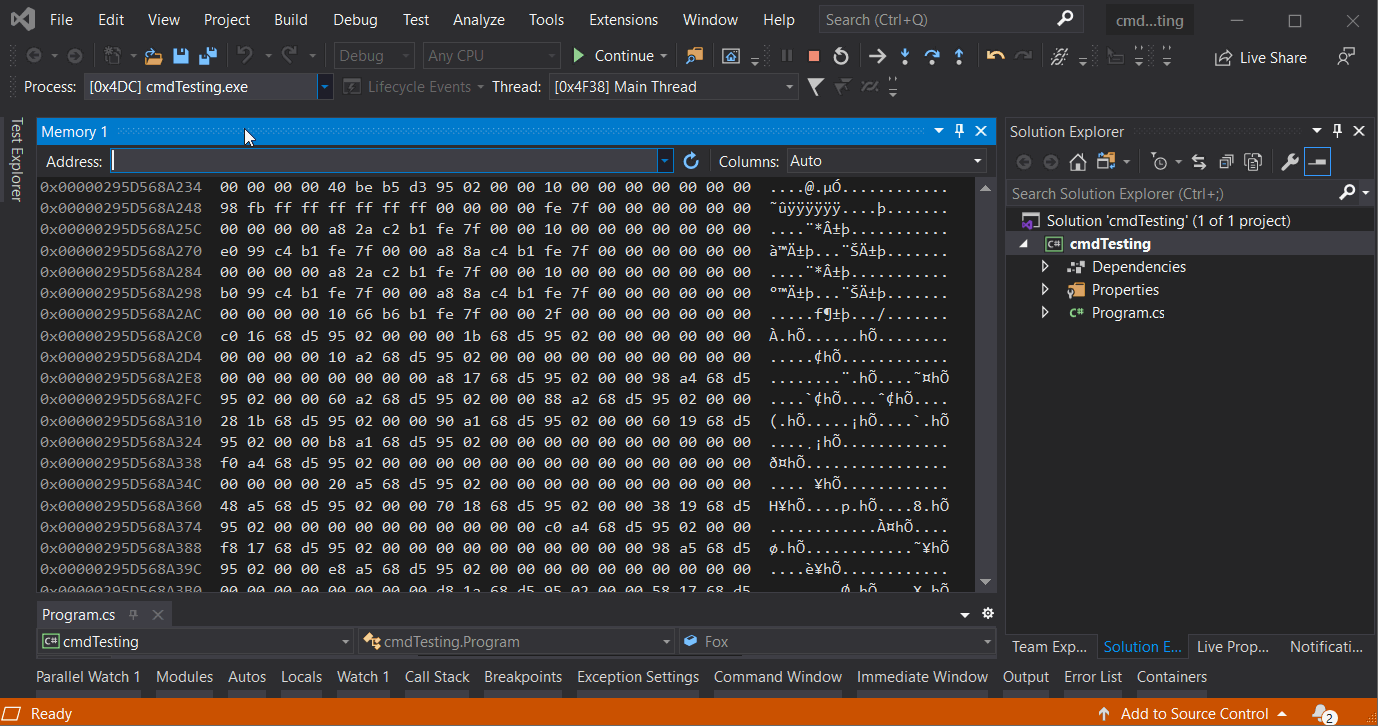 File Edit View Project Build Debug Test Analyze Tools Extensions Window Help Search (Ctrl+Q) cmd...ting
Debug Any CPU Continue Live Share
Process: [0x4DC] cmdTesting.exe Lifecycle Events Thread: [0x4F38] Main Thread
Test Explorer
Memory 1
Address: Columns: Auto
0x00000295D568A234 00 00 00 00 40 be b5 d3 95 02 00 00 10 00 00 00 00 00 00 00 ....@.µÓ............
0x00000295D568A248 98 fb ff ff ff ff ff ff 00 00 00 00 fe 7f 00 00 00 00 00 00 ˜ûÿÿÿÿÿÿ....þ.......
0x00000295D568A25C 00 00 00 00 a8 2a c2 b1 fe 7f 00 00 10 00 00 00 00 00 00 00 ....¨*Â±þ...........
0x00000295D568A270 e0 99 c4 b1 fe 7f 00 00 a8 8a c4 b1 fe 7f 00 00 00 00 00 00 à™Ä±þ...¨ŠÄ±þ.......
0x00000295D568A284 00 00 00 00 a8 2a c2 b1 fe 7f 00 00 10 00 00 00 00 00 00 00 ....¨*Â±þ...........
0x00000295D568A298 b0 99 c4 b1 fe 7f 00 00 a8 8a c4 b1 fe 7f 00 00 00 00 00 00 °™Ä±þ...¨ŠÄ±þ.......
0x00000295D568A2AC 00 00 00 00 10 66 b6 b1 fe 7f 00 00 2f 00 00 00 00 00 00 00 .....f¶±þ.../.......
0x00000295D568A2C0 c0 16 68 d5 95 02 00 00 00 1b 68 d5 95 02 00 00 00 00 00 00 À.hÕ......hÕ........
0x00000295D568A2D4 00 00 00 00 10 a2 68 d5 95 02 00 00 00 00 00 00 00 00 00 00 .....¢hÕ............
0x00000295D568A2E8 00 00 00 00 00 00 00 00 a8 17 68 d5 95 02 00 00 98 a4 68 d5 ........¨.hÕ....˜¤hÕ
0x00000295D568A2FC 95 02 00 00 60 a2 68 d5 95 02 00 00 88 a2 68 d5 95 02 00 00 ....`¢hÕ....ˆ¢hÕ....
0x00000295D568A310 28 1b 68 d5 95 02 00 00 90 a1 68 d5 95 02 00 00 60 19 68 d5 (.hÕ.....¡hÕ....`.hÕ
0x00000295D568A324 95 02 00 00 b8 a1 68 d5 95 02 00 00 00 00 00 00 00 00 00 00 ....¸¡hÕ............
0x00000295D568A338 f0 a4 68 d5 95 02 00 00 00 00 00 00 00 00 00 00 00 00 00 00 ð¤hÕ................
0x00000295D568A34C 00 00 00 00 20 a5 68 d5 95 02 00 00 00 00 00 00 00 00 00 00 .... ¥hÕ............
0x00000295D568A360 48 a5 68 d5 95 02 00 00 70 18 68 d5 95 02 00 00 38 19 68 d5 H¥hÕ....p.hÕ....8.hÕ
0x00000295D568A374 95 02 00 00 00 00 00 00 00 00 00 00 c0 a4 68 d5 95 02 00 00 ............À¤hÕ....
0x00000295D568A388 f8 17 68 d5 95 02 00 00 00 00 00 00 00 00 00 00 98 a5 68 d5 ø.hÕ............˜¥hÕ
0x00000295D568A39C 95 02 00 00 e8 a5 68 d5 95 02 00 00 00 00 00 00 00 00 00 00 ....è¥hÕ............
0x00000295D568A3B0 00 00 00 00 00 00 00 00 d8 1a 68 d5 95 02 00 00 58 17 68 d5 ........Ø.hÕ....X.hÕ
Program.cs
cmdTesting cmdTesting.Program Fox
Solution Explorer
Search Solution Explorer (Ctrl+;)
Solution 'cmdTesting' (1 of 1 project)
C# cmdTesting
Dependencies
Properties
C# Program.cs
Team Exp... Solution E... Live Prop... Notificati...
Parallel Watch 1 Modules Autos Locals Watch 1 Call Stack Breakpoints Exception Settings Command Window Immediate Window Output Error List Containers
Ready Add to Source Control 2